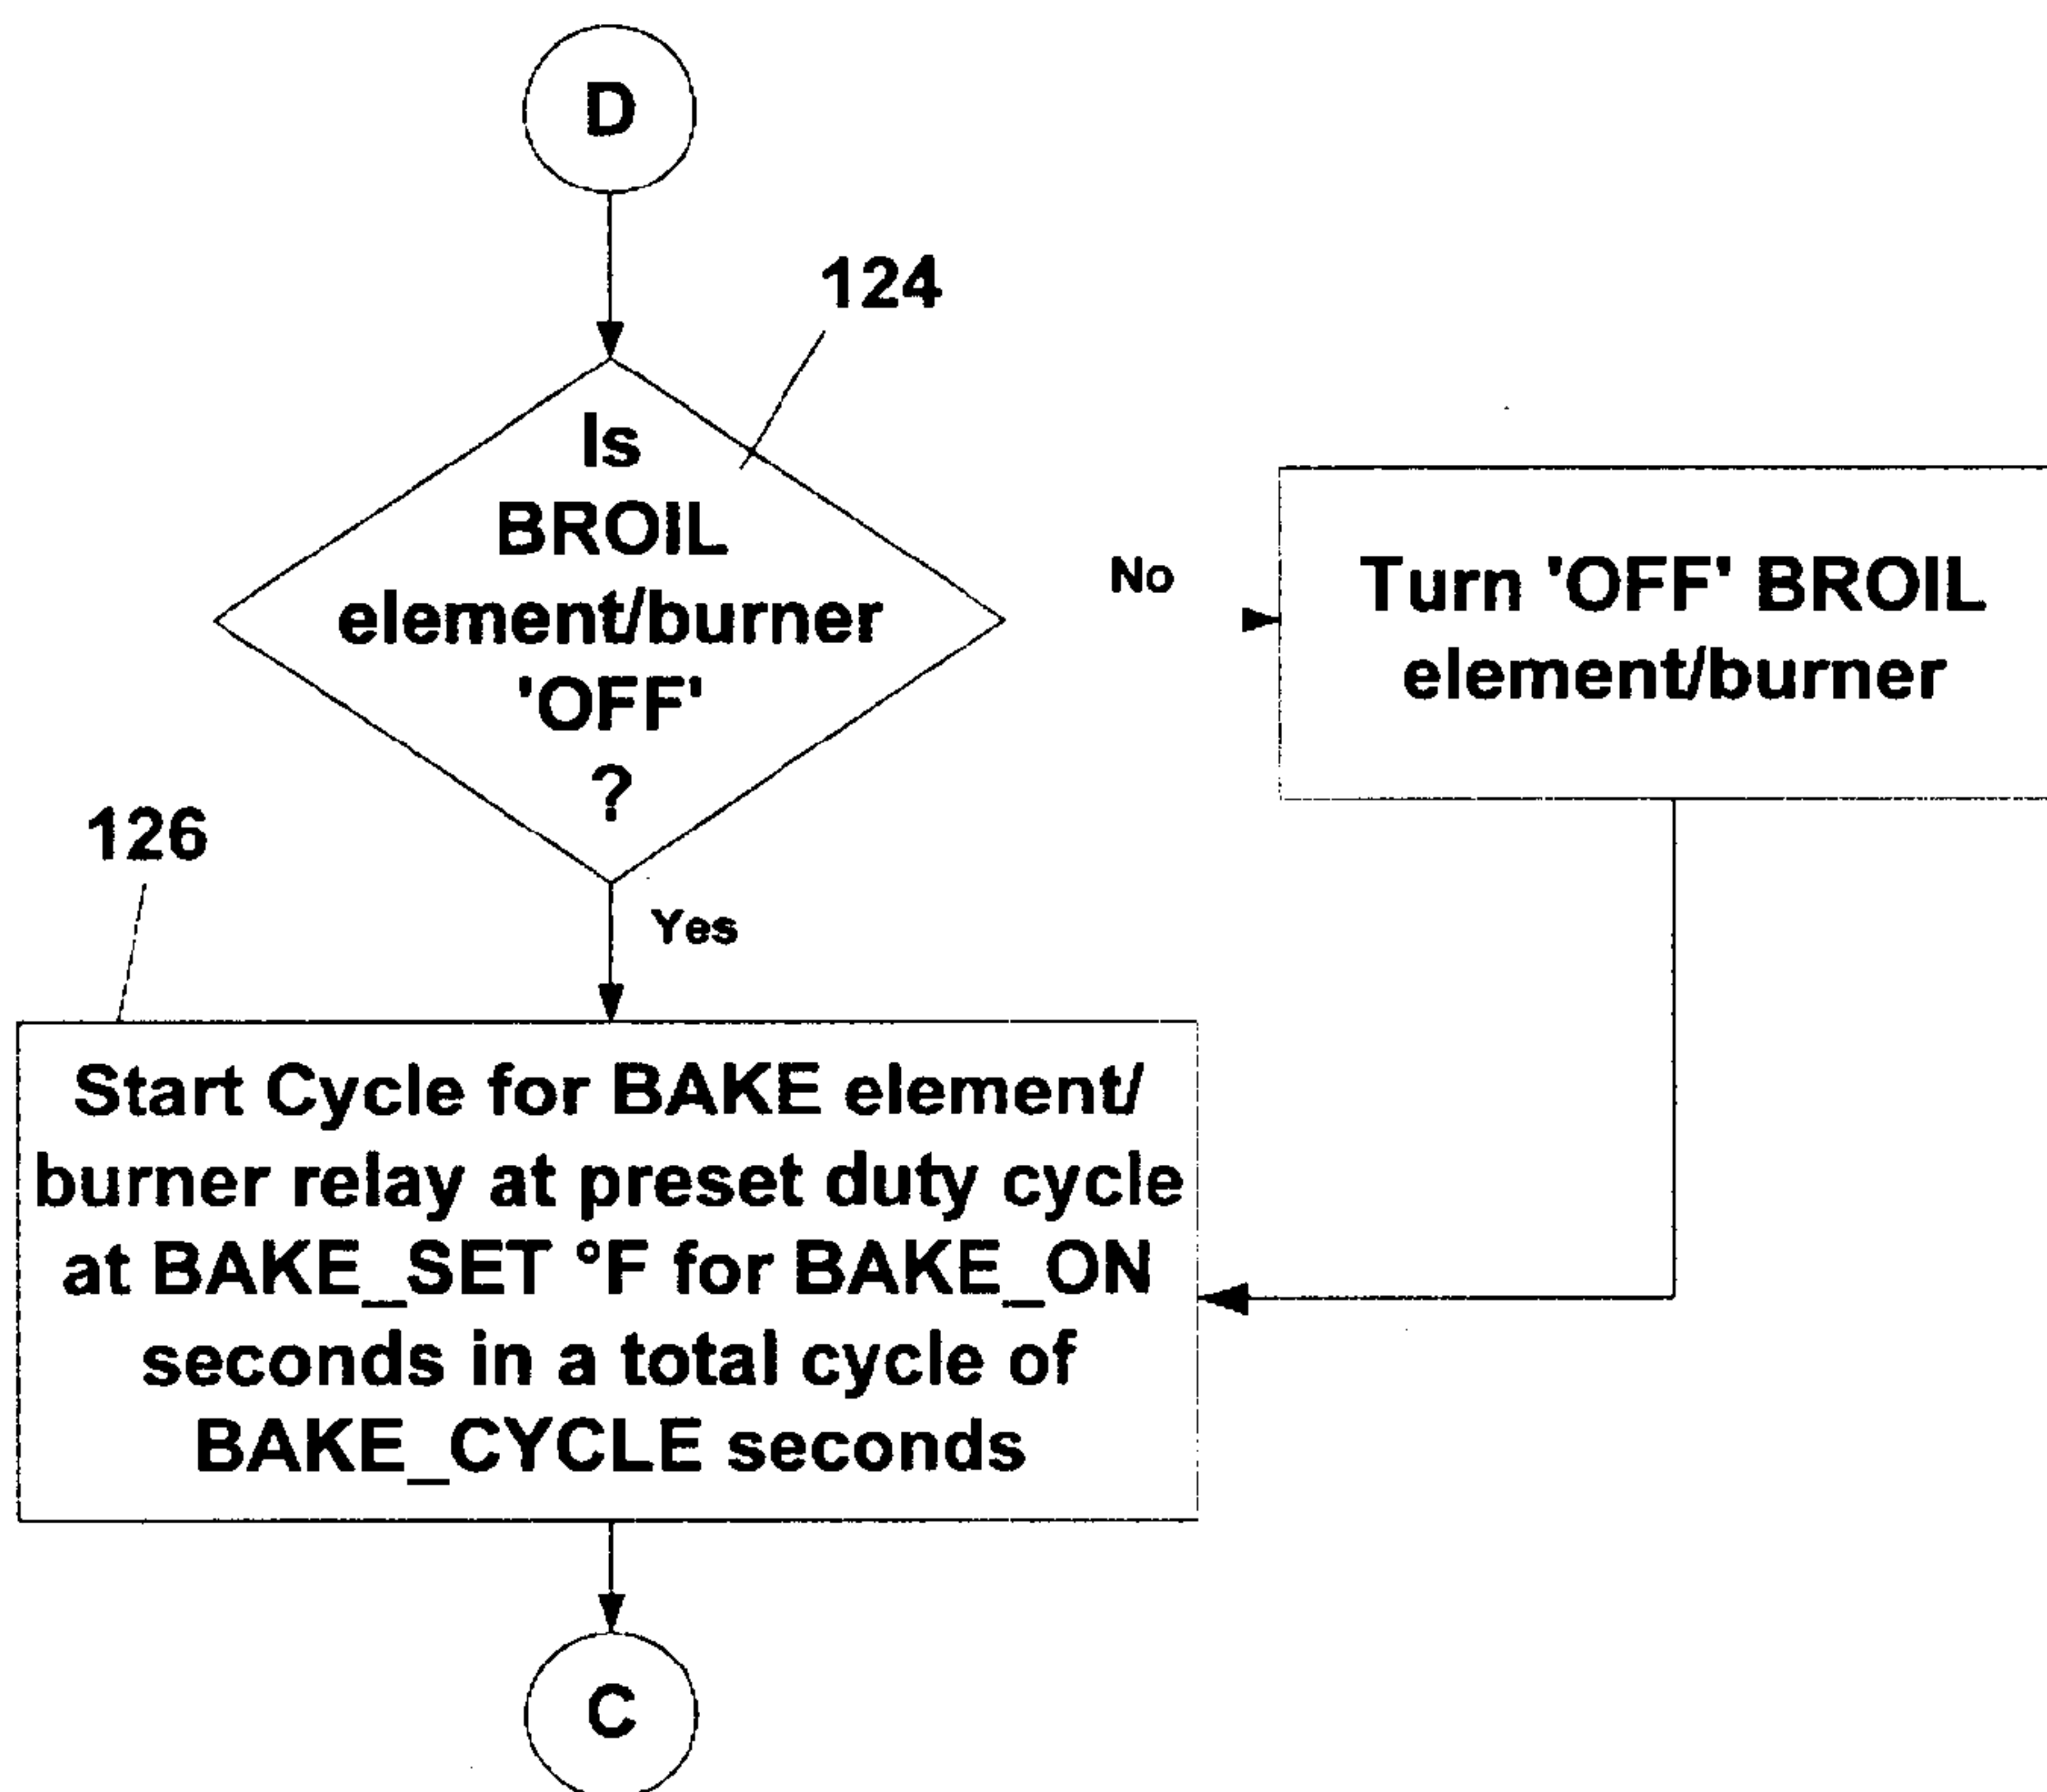 D
124
Is
BROIL
element/burner
'OFF'
?
No
Turn 'OFF' BROIL
element/burner
126
Yes
Start Cycle for BAKE element/
burner relay at preset duty cycle
at BAKE_SET °F for BAKE_ON
seconds in a total cycle of
BAKE_CYCLE seconds
C